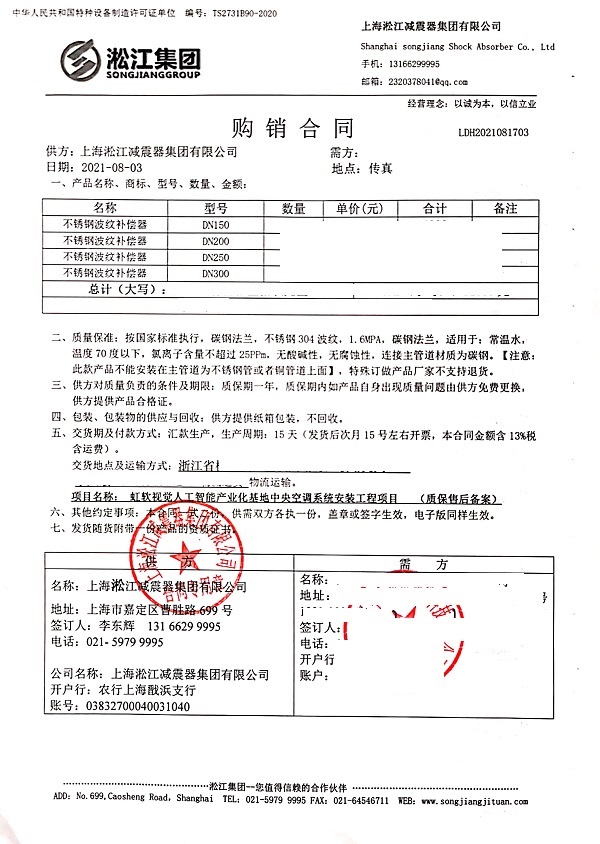 中华人民共和国特种设备制造许可证单位 编号：TS2731B90-2020
淞江集团
SONGJIANGGROUP
上海淞江减震器集团有限公司
Shanghai songjiang Shock Absorber Co., Ltd
手机：13166299995
邮箱：2320378041@qq.com
经营理念：以诚为本，以信立业
购 销 合 同
LDH2021081703
供方：上海淞江减震器集团有限公司 需方：
日期：2021-08-03 地点：传真
一、产品名称、商标、型号、数量、金额：
名称 型号 数量 单价(元) 合计 备注
不锈钢波纹补偿器 DN150
不锈钢波纹补偿器 DN200
不锈钢波纹补偿器 DN250
不锈钢波纹补偿器 DN300
总计（大写）：
二、质量保准：按国家标准执行，碳钢法兰，不锈钢304波纹，1.6MPA，碳钢法兰，适用于：常温水，
温度70度以下，氯离子含量不超过25PPm，无酸碱性，无腐蚀性，连接主管道材质为碳钢。【注意：
此款产品不能安装在主管道为不锈钢管或者铜管道上面】，特殊订做产品厂家不支持退货。
三、供方对质量负责的条件及期限：质保期一年，质保期内如产品自身出现质量问题由供方免费更换，
供方提供产品合格证。
四、包装、包装物的供应与回收：供方提供纸箱包装，不回收。
五、交货期及付款方式：汇款生产，生产周期：15天（发货后次月15号左右开票，本合同金额含13%税
含运费）。
交货地点及运输方式：浙江省
物流运输。
项目名称：虹软视觉人工智能产业化基地中央空调系统安装工程项目 （质保售后备案）
六、其他约定事项：本合同一式二份，供需双方各执一份，盖章或签字生效，电子版同样生效。
七、发货随货附带一份产品的资质证书。
供 方 需 方
名称：上海淞江减震器集团有限公司
地址：上海市嘉定区曹胜路699号
签订人：李东辉 131 6629 9995
电话：021- 5979 9995
公司名称：上海淞江减震器集团有限公司
开户行：农行上海戬浜支行
账号：03832700040031040
名称：
地址：
号
签订人：
电话：
开户行
账户：
上海淞江减震器集团有限公司
合同专用章
淞江集团--您值得信赖的合作伙伴
ADD: No.699,Caosheng Road, Shanghai TEL: 021-5979 9995 FAX: 021-64546711 WEB: www.songjiangjituan.com